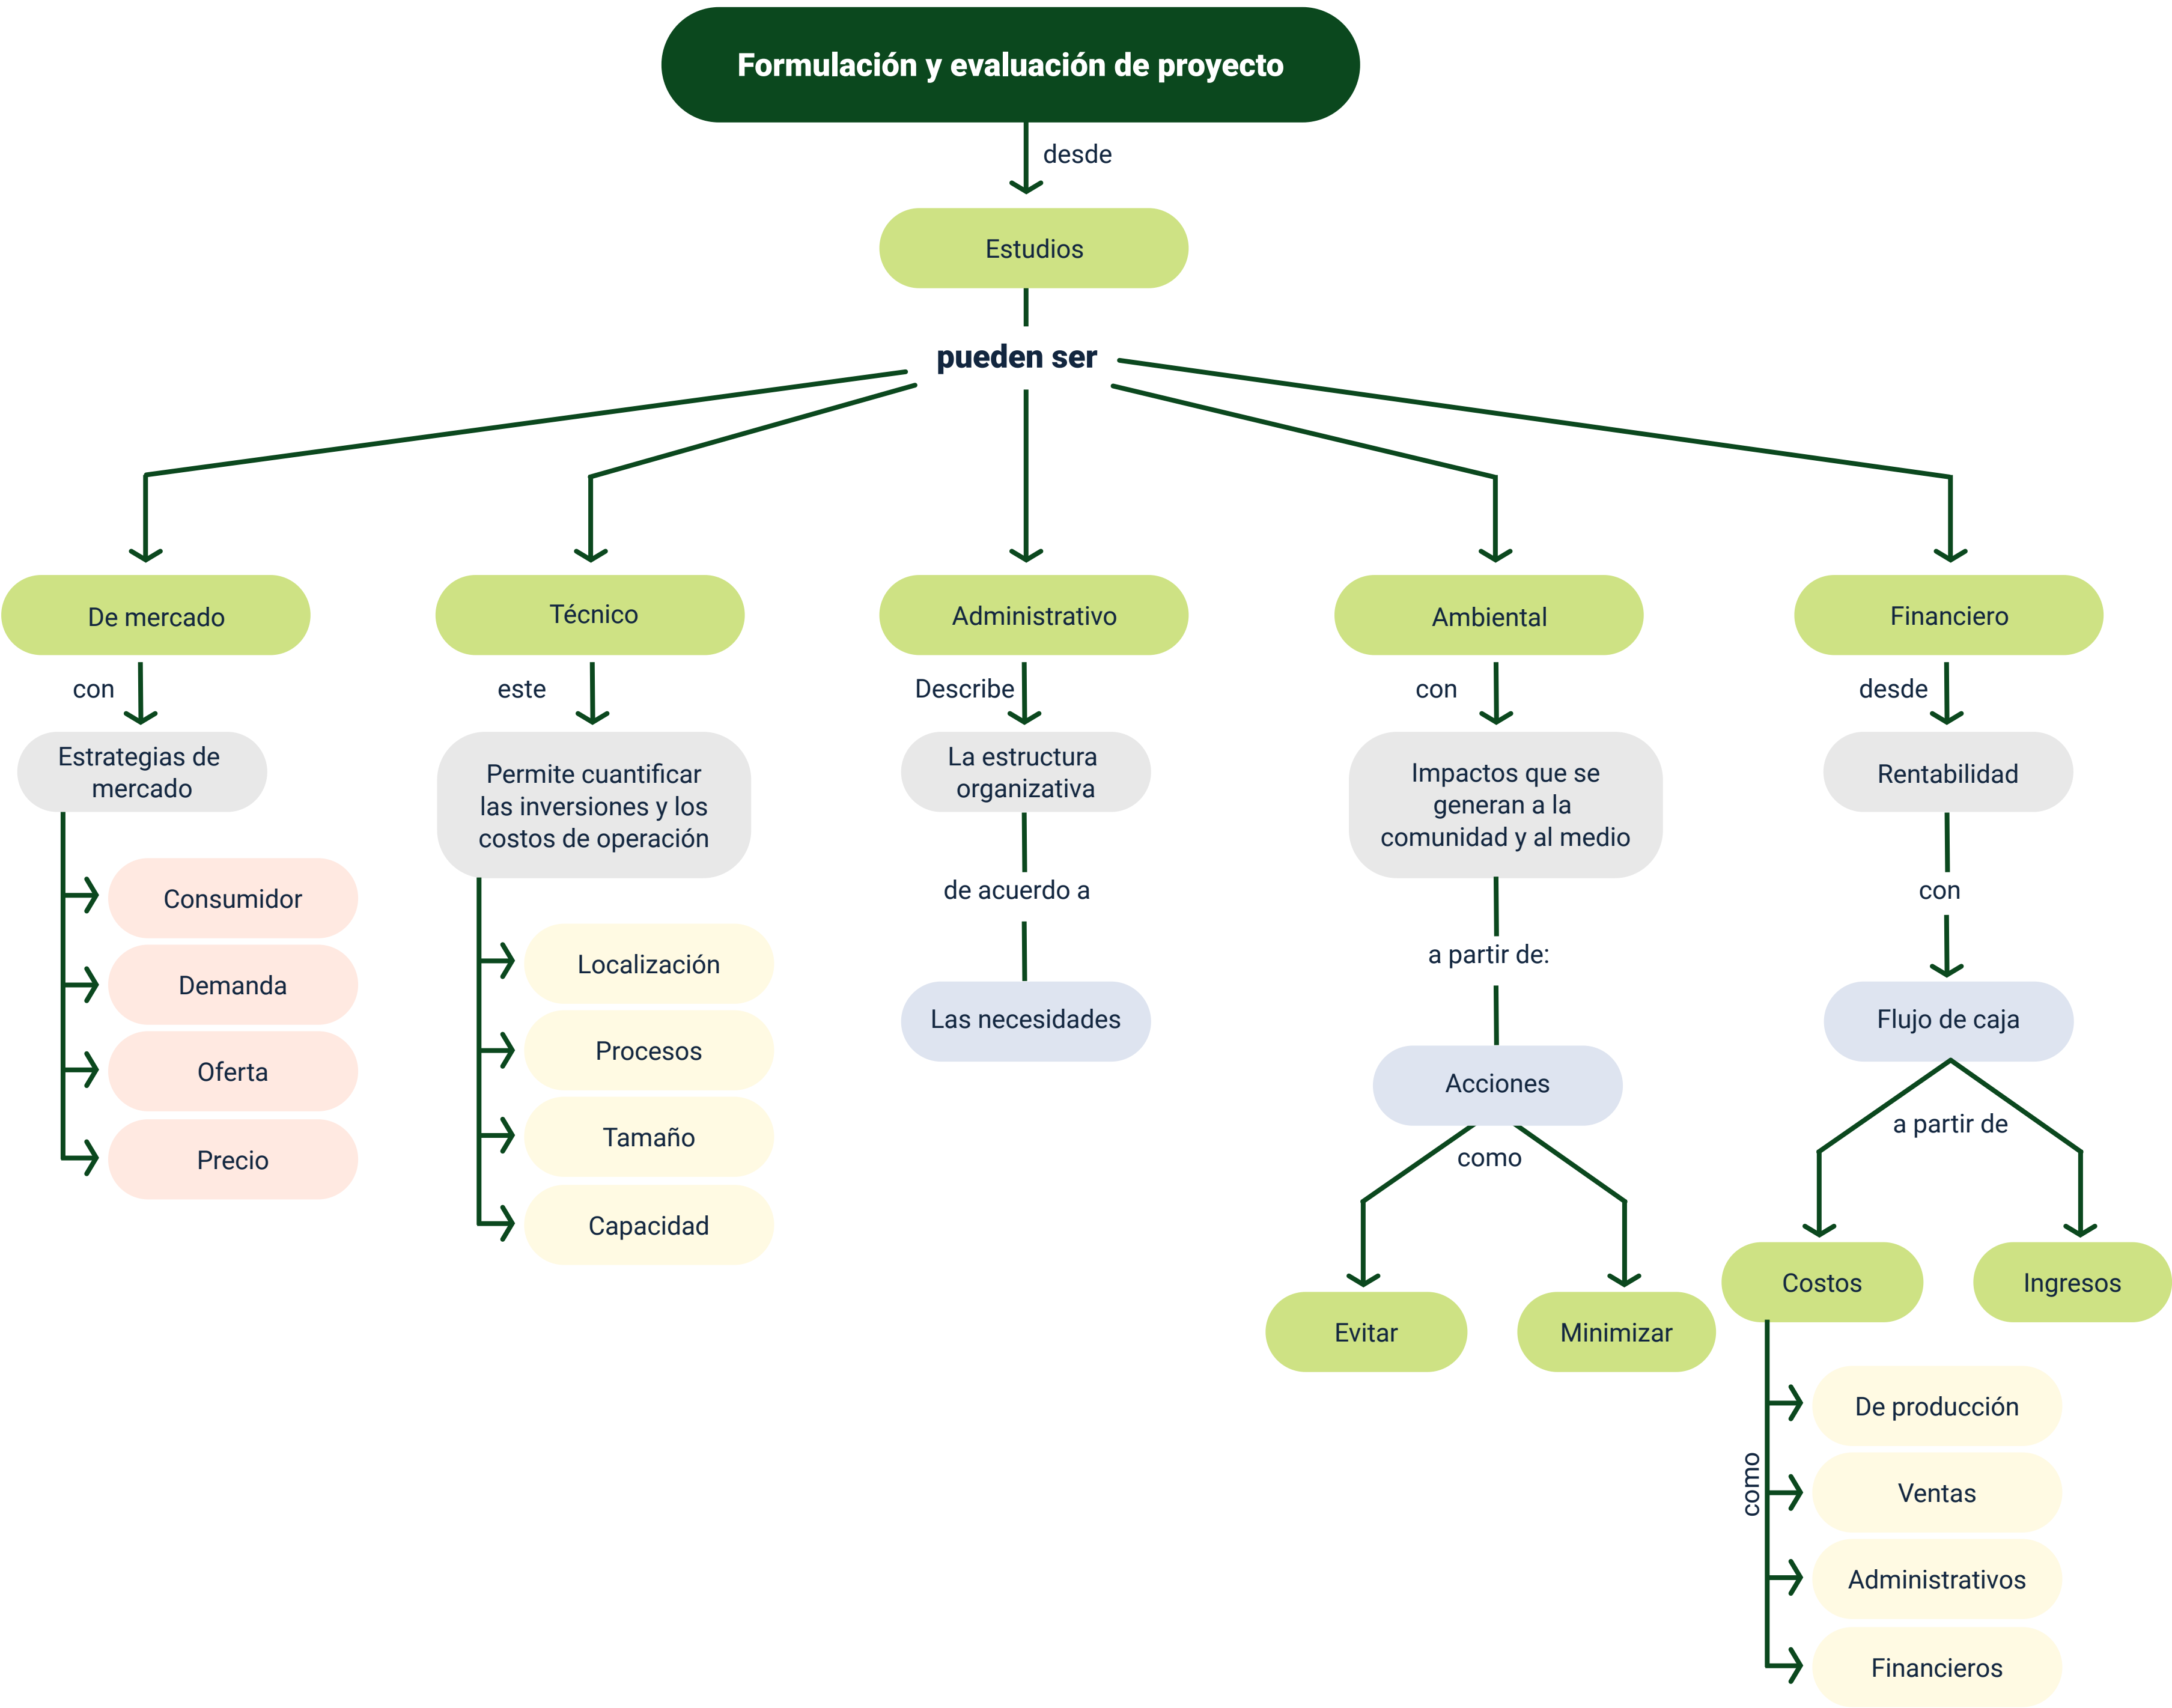 Formulación y evaluación de proyecto
desde
Estudios
pueden ser
De mercado
con
Estrategias de
mercado
Consumidor
Demanda
Oferta
Precio
Técnico
este
Permite cuantificar
las inversiones y los
costos de operación
Localización
Procesos
Tamaño
Capacidad
Administrativo
Describe
La estructura
organizativa
de acuerdo a
Las necesidades
Ambiental
con
Impactos que se
generan a la
comunidad y al medio
a partir de:
Acciones
como
Evitar
Minimizar
Financiero
desde
Rentabilidad
con
Flujo de caja
a partir de
Costos
Ingresos
como
De producción
Ventas
Administrativos
Financieros